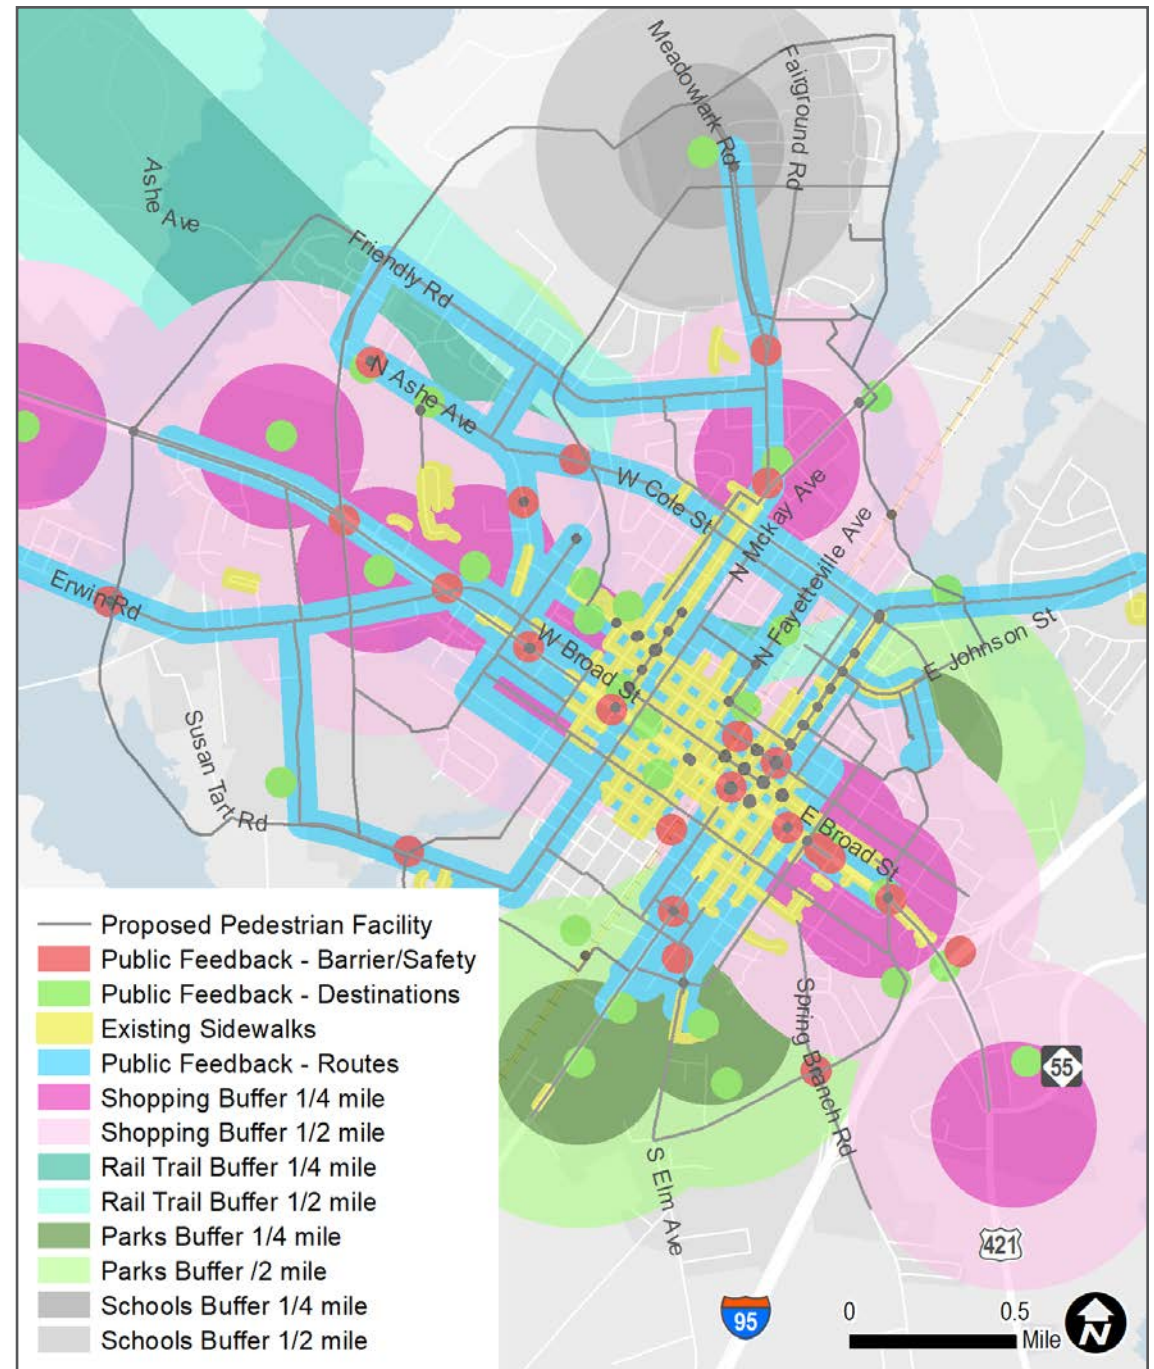 Meadowlark Rd
Fairground Rd
Ashe Ave
Friendly Rd
N Ashe Ave
W Cole St
N McKay Ave
N Fayetteville Ave
Erwin Rd
W Broad St
E Johnson St
Susan Tart Rd
E Broad St
Spring Branch Rd
S Elm Ave
55
421
95
0 0.5
Mile
N
Proposed Pedestrian Facility
Public Feedback - Barrier/Safety
Public Feedback - Destinations
Existing Sidewalks
Public Feedback - Routes
Shopping Buffer 1/4 mile
Shopping Buffer 1/2 mile
Rail Trail Buffer 1/4 mile
Rail Trail Buffer 1/2 mile
Parks Buffer 1/4 mile
Parks Buffer /2 mile
Schools Buffer 1/4 mile
Schools Buffer 1/2 mile